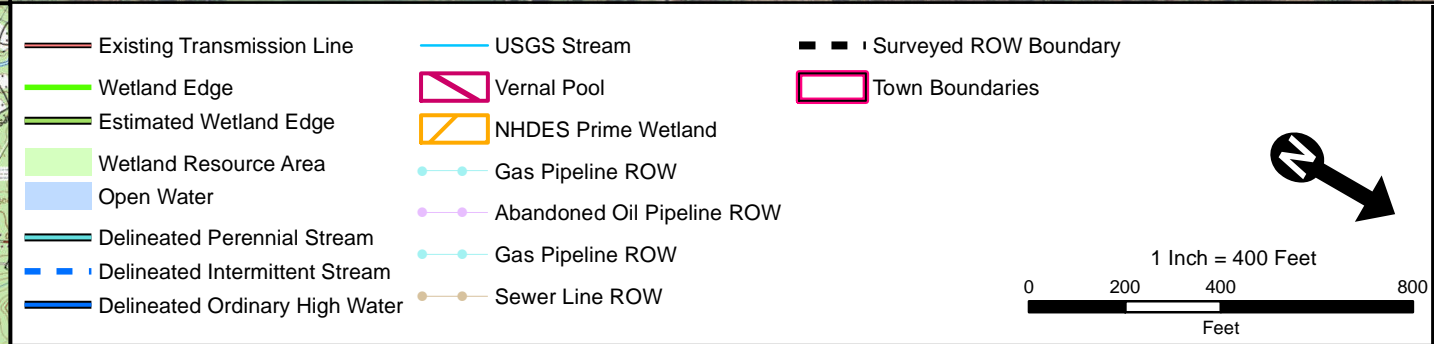 Existing Transmission Line
Wetland Edge
Estimated Wetland Edge
Wetland Resource Area
Open Water
Delineated Perennial Stream
Delineated Intermittent Stream
Delineated Ordinary High Water
USGS Stream
Vernal Pool
NHDES Prime Wetland
Gas Pipeline ROW
Abandoned Oil Pipeline ROW
Gas Pipeline ROW
Sewer Line ROW
Surveyed ROW Boundary
Town Boundaries
N
1 Inch = 400 Feet
0 200 400 800
Feet